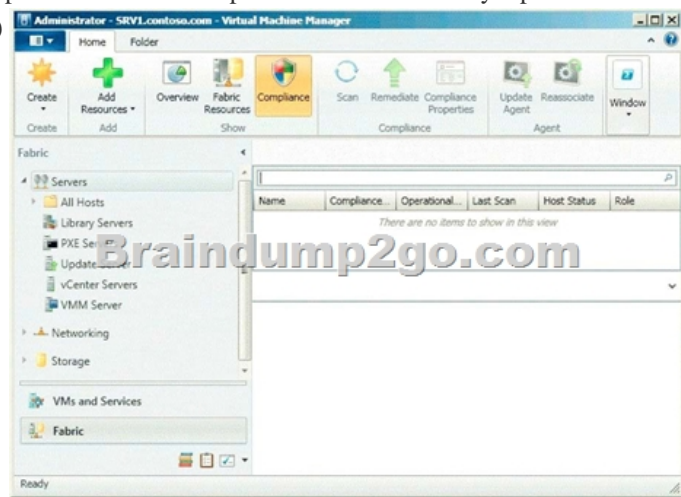 Administrator - SRV1.contoso.com - Virtual Machine Manager
Home Folder
Create Add Resources Overview Fabric Resources Compliance Scan Remediate Compliance Properties Update Agent Reassociate Window
Create Add Show Compliance Agent
Fabric
Servers
Name Compliance... Operational... Last Scan Host Status Role
All Hosts
There are no items to show in this view
Library Servers
PXE Se
Braindump2go.com
Update Server
vCenter Servers
VMM Server
Networking
Storage
VMs and Services
Fabric
Ready